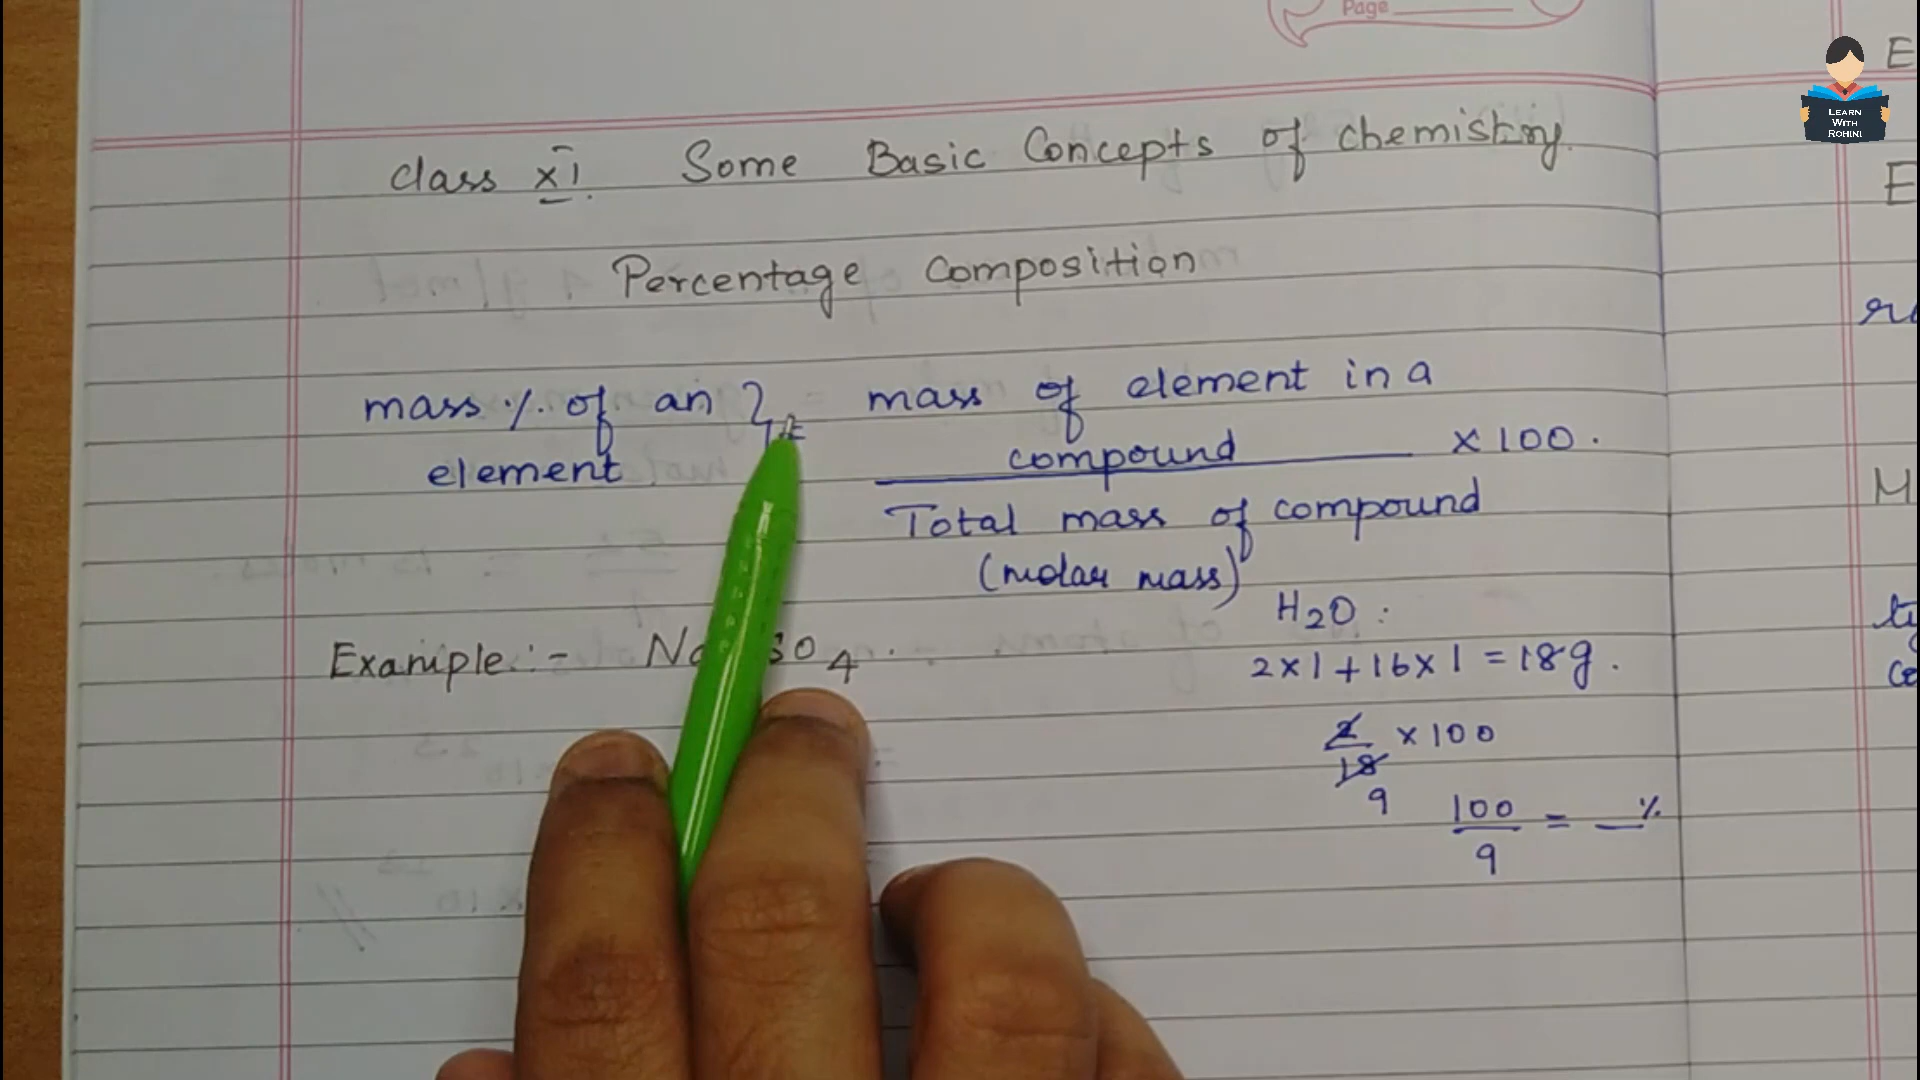 Page
LEARN
WITH
ROHINI
class XI. Some Basic Concepts of chemistry.
Percentage Composition
mass % of an } mass of element in a
element compound × 100.
Total mass of compound
(molar mass)
H2O :
Example :- SO4 .
2×1+16×1 = 18g .
2/18 × 100
9
100/9 = __%